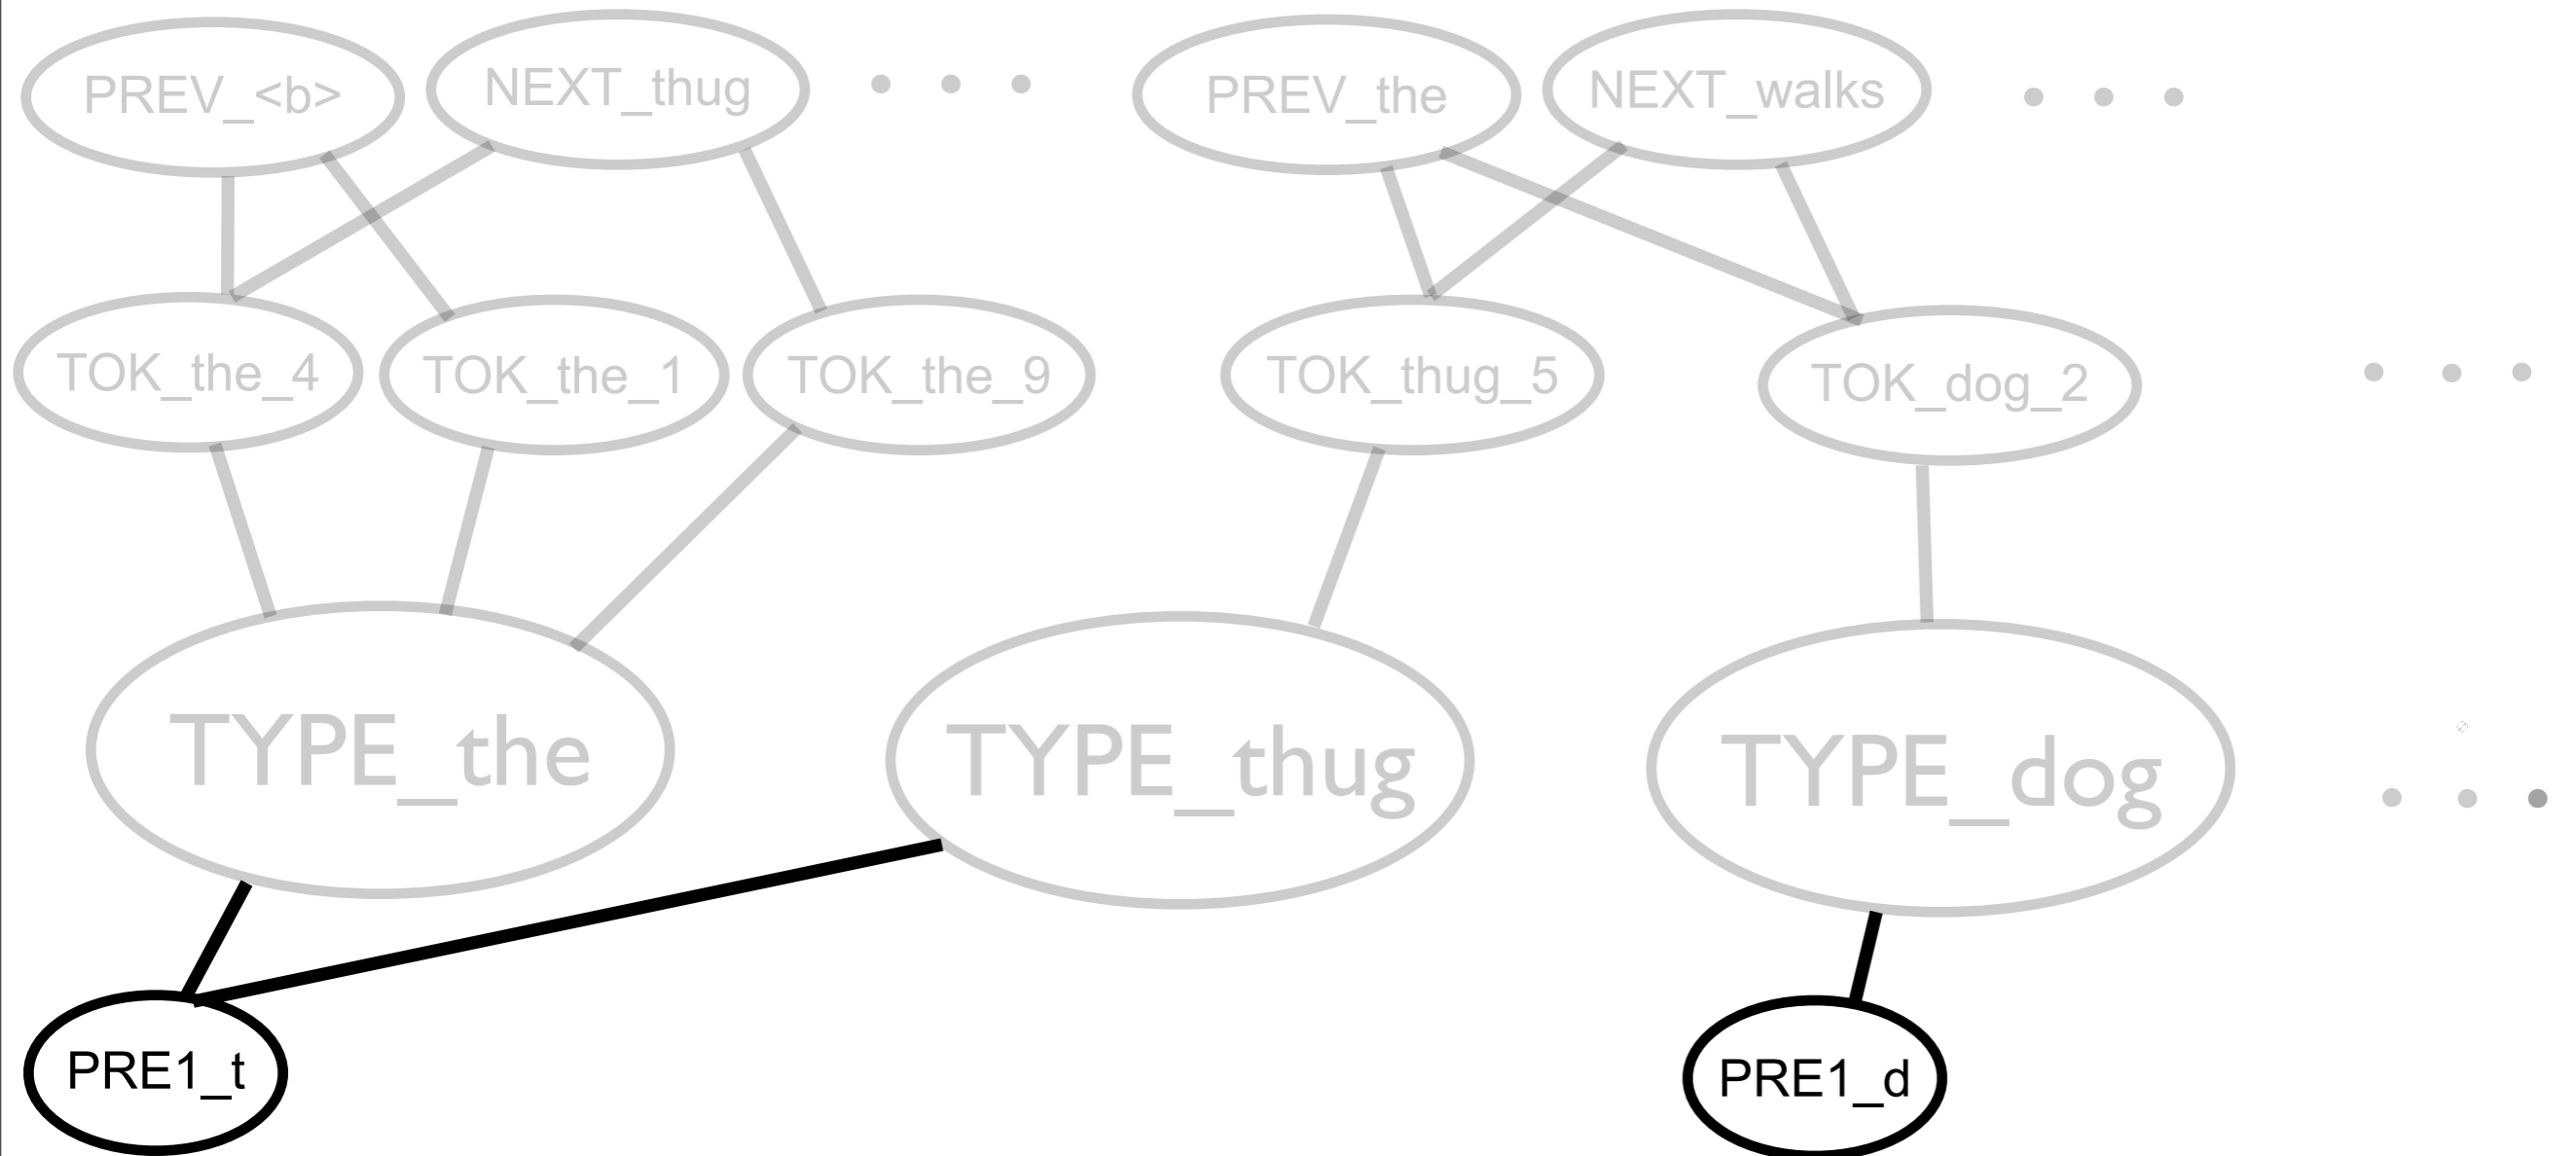 PREV_<b>
NEXT_thug
PREV_the
NEXT_walks
TOK_the_4
TOK_the_1
TOK_the_9
TOK_thug_5
TOK_dog_2
TYPE_the
TYPE_thug
TYPE_dog
PRE1_t
PRE1_d